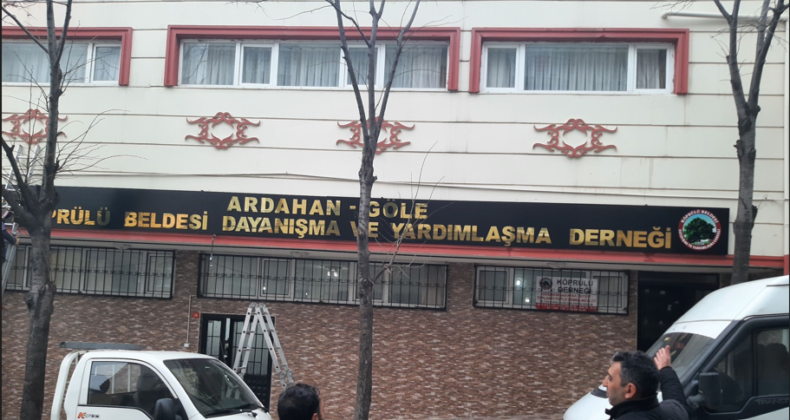 ARDAHAN - GÖLE
PRÜLÜ BELDESİ DAYANIŞMA VE YARDIMLAŞMA DERNEĞİ
KÖPRÜLÜ
DERNEĞİ